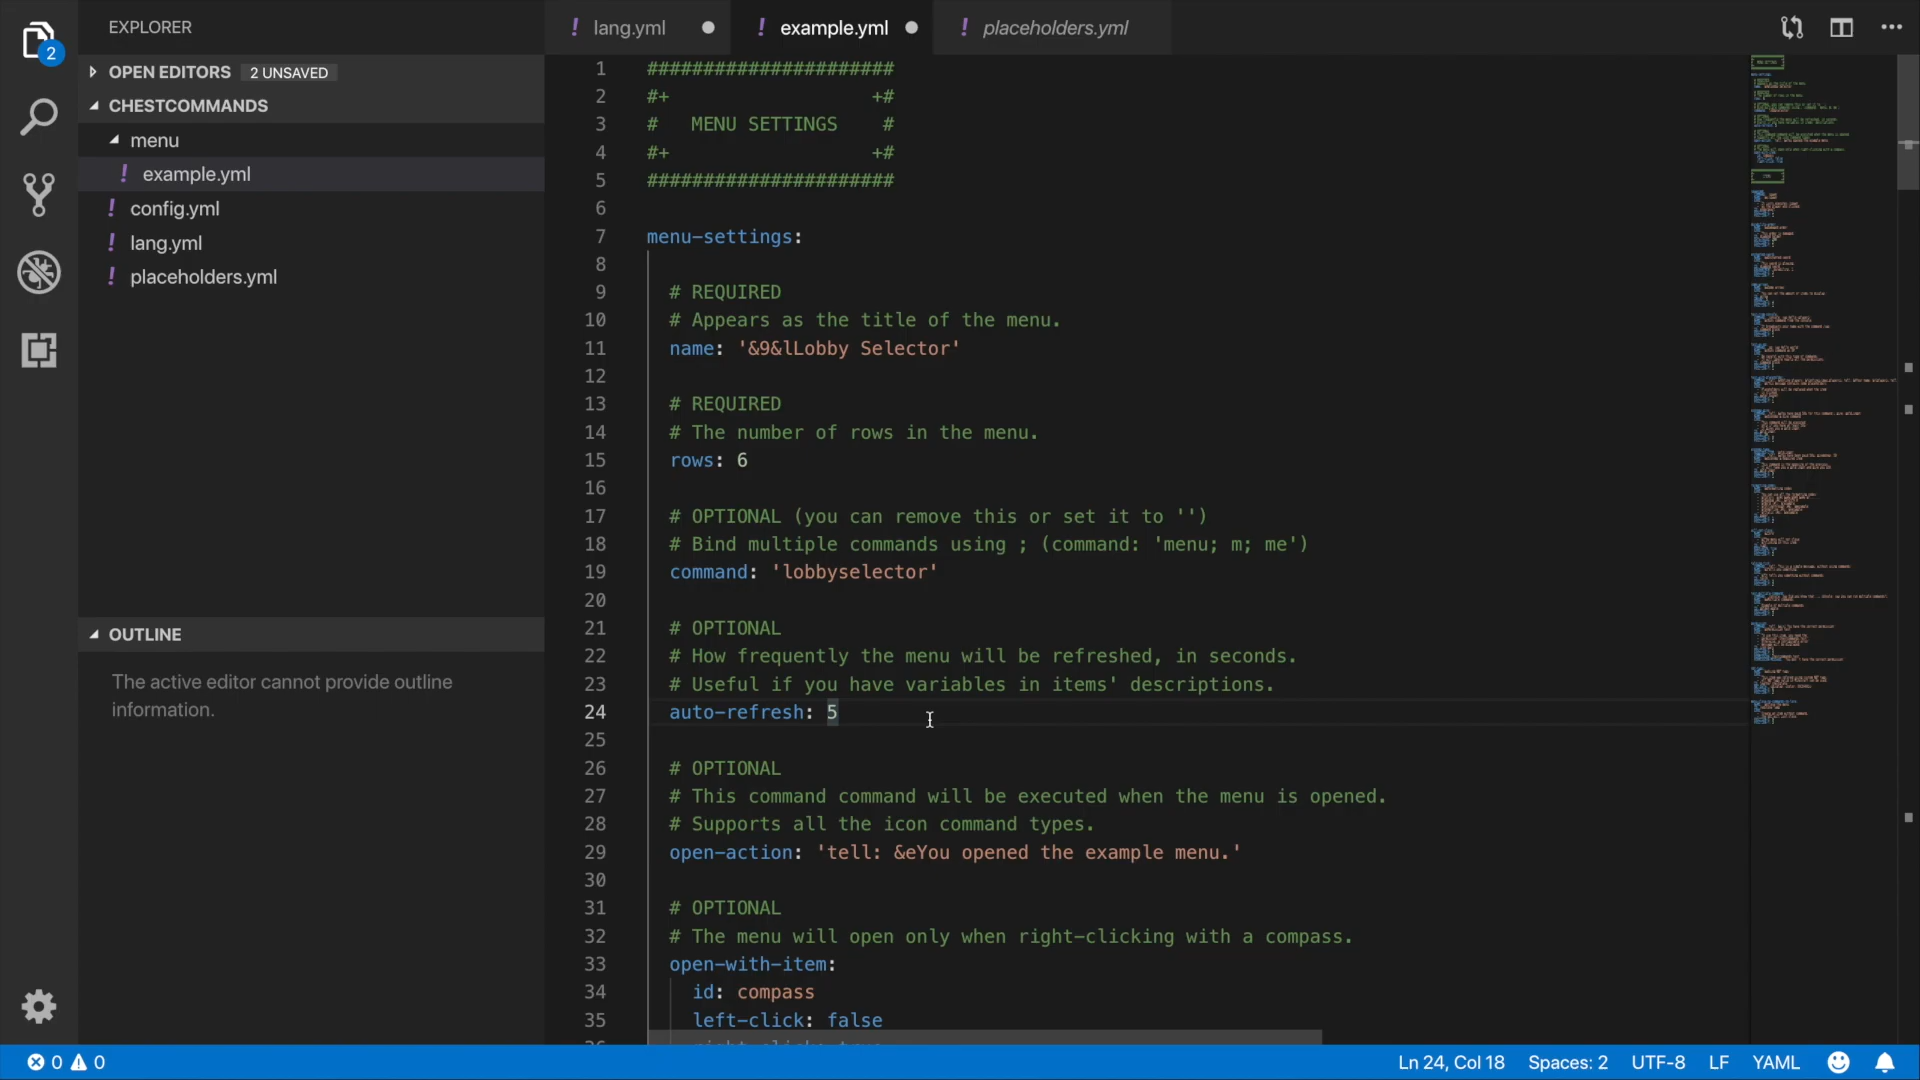 EXPLORER
lang.yml
example.yml
placeholders.yml
2
OPEN EDITORS 2 UNSAVED
CHESTCOMMANDS
menu
example.yml
config.yml
lang.yml
placeholders.yml
OUTLINE
The active editor cannot provide outline
information.
1 ######################
2 #+ +#
3 # MENU SETTINGS #
4 #+ +#
5 ######################
6
7 menu-settings:
8
9 # REQUIRED
10 # Appears as the title of the menu.
11 name: '&9&lLobby Selector'
12
13 # REQUIRED
14 # The number of rows in the menu.
15 rows: 6
16
17 # OPTIONAL (you can remove this or set it to '')
18 # Bind multiple commands using ; (command: 'menu; m; me')
19 command: 'lobbyselector'
20
21 # OPTIONAL
22 # How frequently the menu will be refreshed, in seconds.
23 # Useful if you have variables in items' descriptions.
24 auto-refresh: 5
25
26 # OPTIONAL
27 # This command command will be executed when the menu is opened.
28 # Supports all the icon command types.
29 open-action: 'tell: &eYou opened the example menu.'
30
31 # OPTIONAL
32 # The menu will open only when right-clicking with a compass.
33 open-with-item:
34 id: compass
35 left-click: false
0 0
Ln 24, Col 18 Spaces: 2 UTF-8 LF YAML